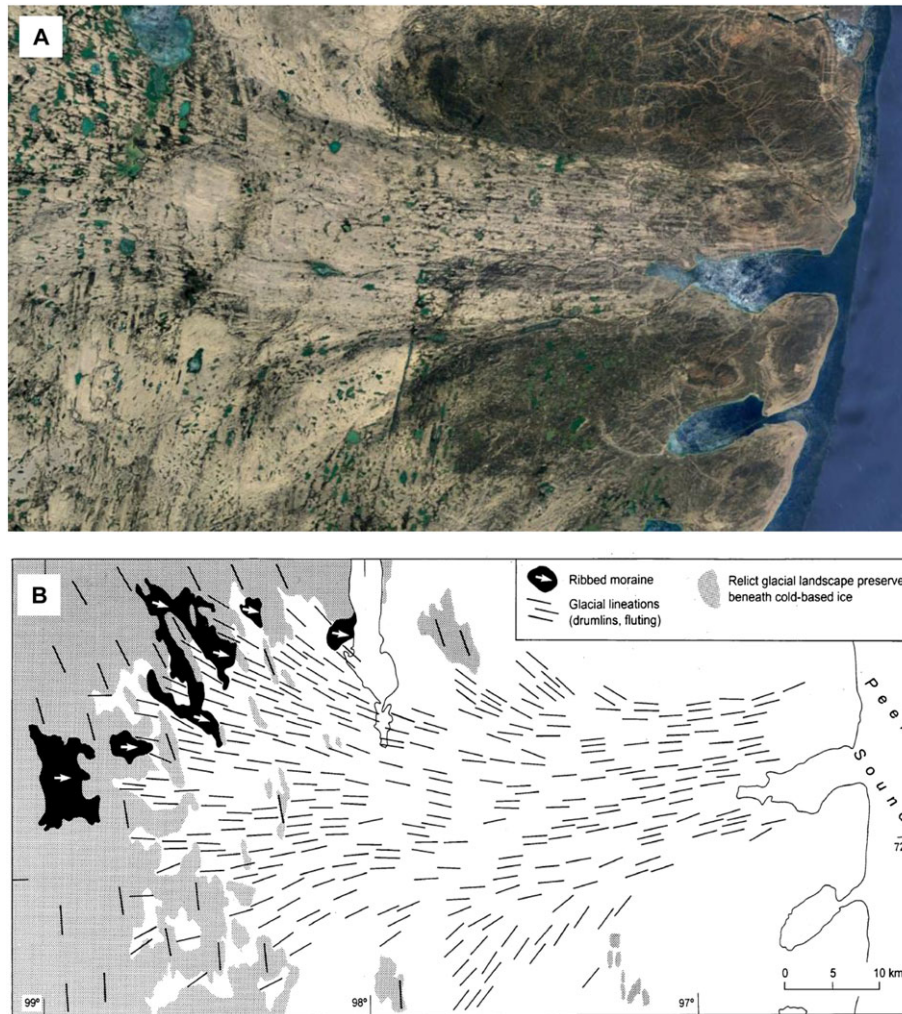 A
B
Ribbed moraine
Glacial lineations
(drumlins, fluting)
Relict glacial landscape preserve
beneath cold-based ice
Peel
Sound
72
0 5 10 km
99° 98° 97°